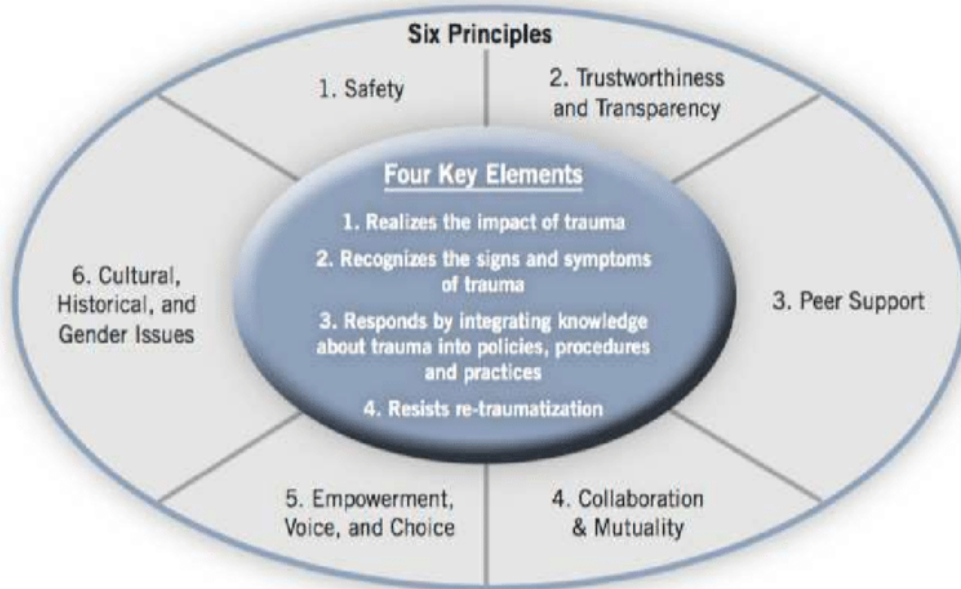 Six Principles
1. Safety
2. Trustworthiness
and Transparency
3. Peer Support
4. Collaboration
& Mutuality
5. Empowerment,
Voice, and Choice
6. Cultural,
Historical, and
Gender Issues
Four Key Elements
1. Realizes the impact of trauma
2. Recognizes the signs and symptoms
of trauma
3. Responds by integrating knowledge
about trauma into policies, procedures
and practices
4. Resists re-traumatization